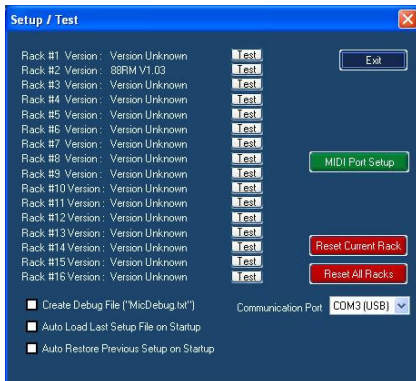 Setup / Test
Rack #1 Version : Version Unknown Test
Exit
Rack #2 Version : 88RM V1.03 Test
Rack #3 Version : Version Unknown Test
Rack #4 Version : Version Unknown Test
Rack #5 Version : Version Unknown Test
Rack #6 Version : Version Unknown Test
Rack #7 Version : Version Unknown Test
Rack #8 Version : Version Unknown Test
MIDI Port Setup
Rack #9 Version : Version Unknown Test
Rack #10 Version : Version Unknown Test
Rack #11 Version : Version Unknown Test
Rack #12 Version : Version Unknown Test
Rack #13 Version : Version Unknown Test
Rack #14 Version : Version Unknown Test
Reset Current Rack
Rack #15 Version : Version Unknown Test
Rack #16 Version : Version Unknown Test
Reset All Racks
Create Debug File ("MicDebug.txt")
Communication Port COM3 (USB)
Auto Load Last Setup File on Startup
Auto Restore Previous Setup on Startup